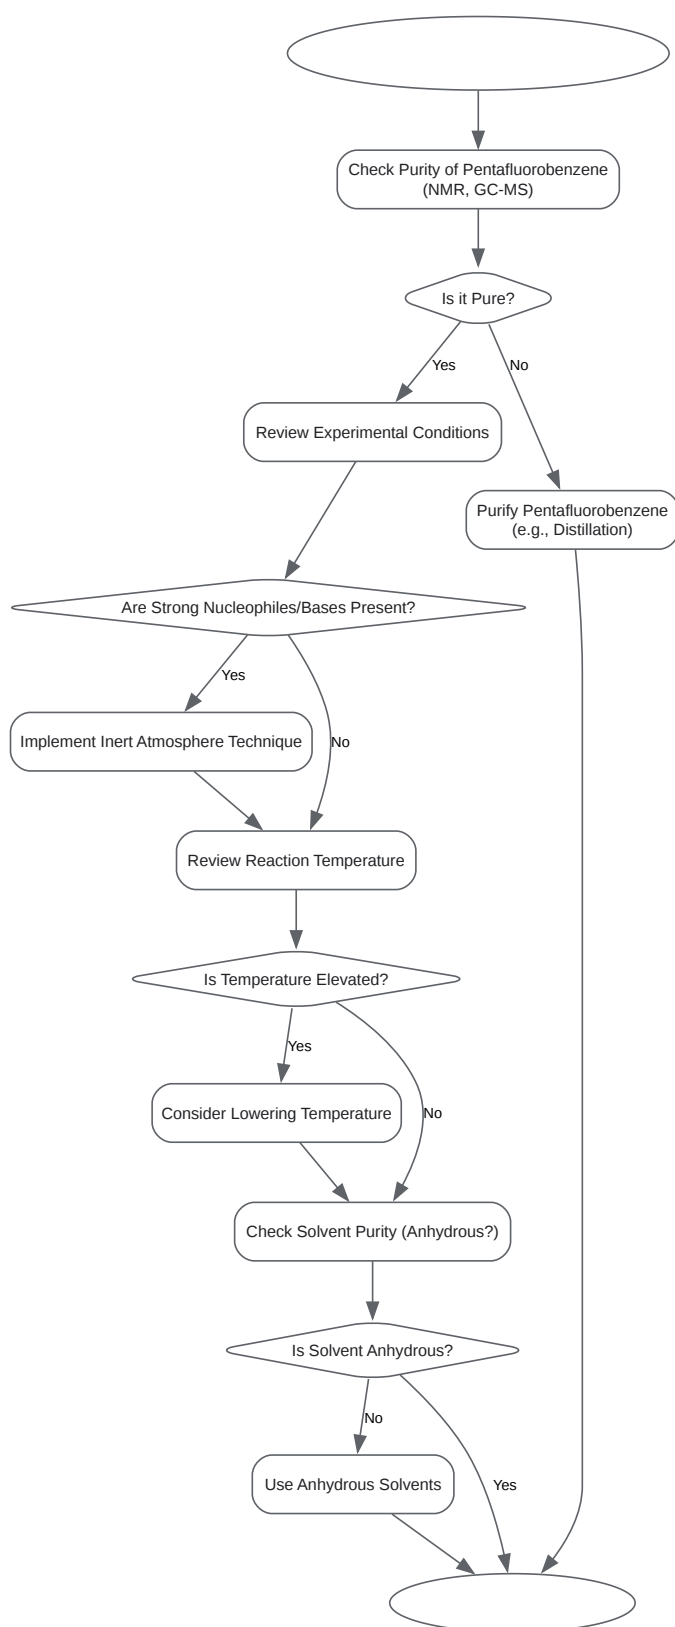 Check Purity of Pentafluorobenzene
(NMR, GC-MS)
Is it Pure?
Yes
No
Review Experimental Conditions
Purify Pentafluorobenzene
(e.g., Distillation)
Are Strong Nucleophiles/Bases Present?
Yes
Implement Inert Atmosphere Technique
No
Review Reaction Temperature
Is Temperature Elevated?
Yes
Consider Lowering Temperature
No
Check Solvent Purity (Anhydrous?)
Is Solvent Anhydrous?
No
Use Anhydrous Solvents
Yes